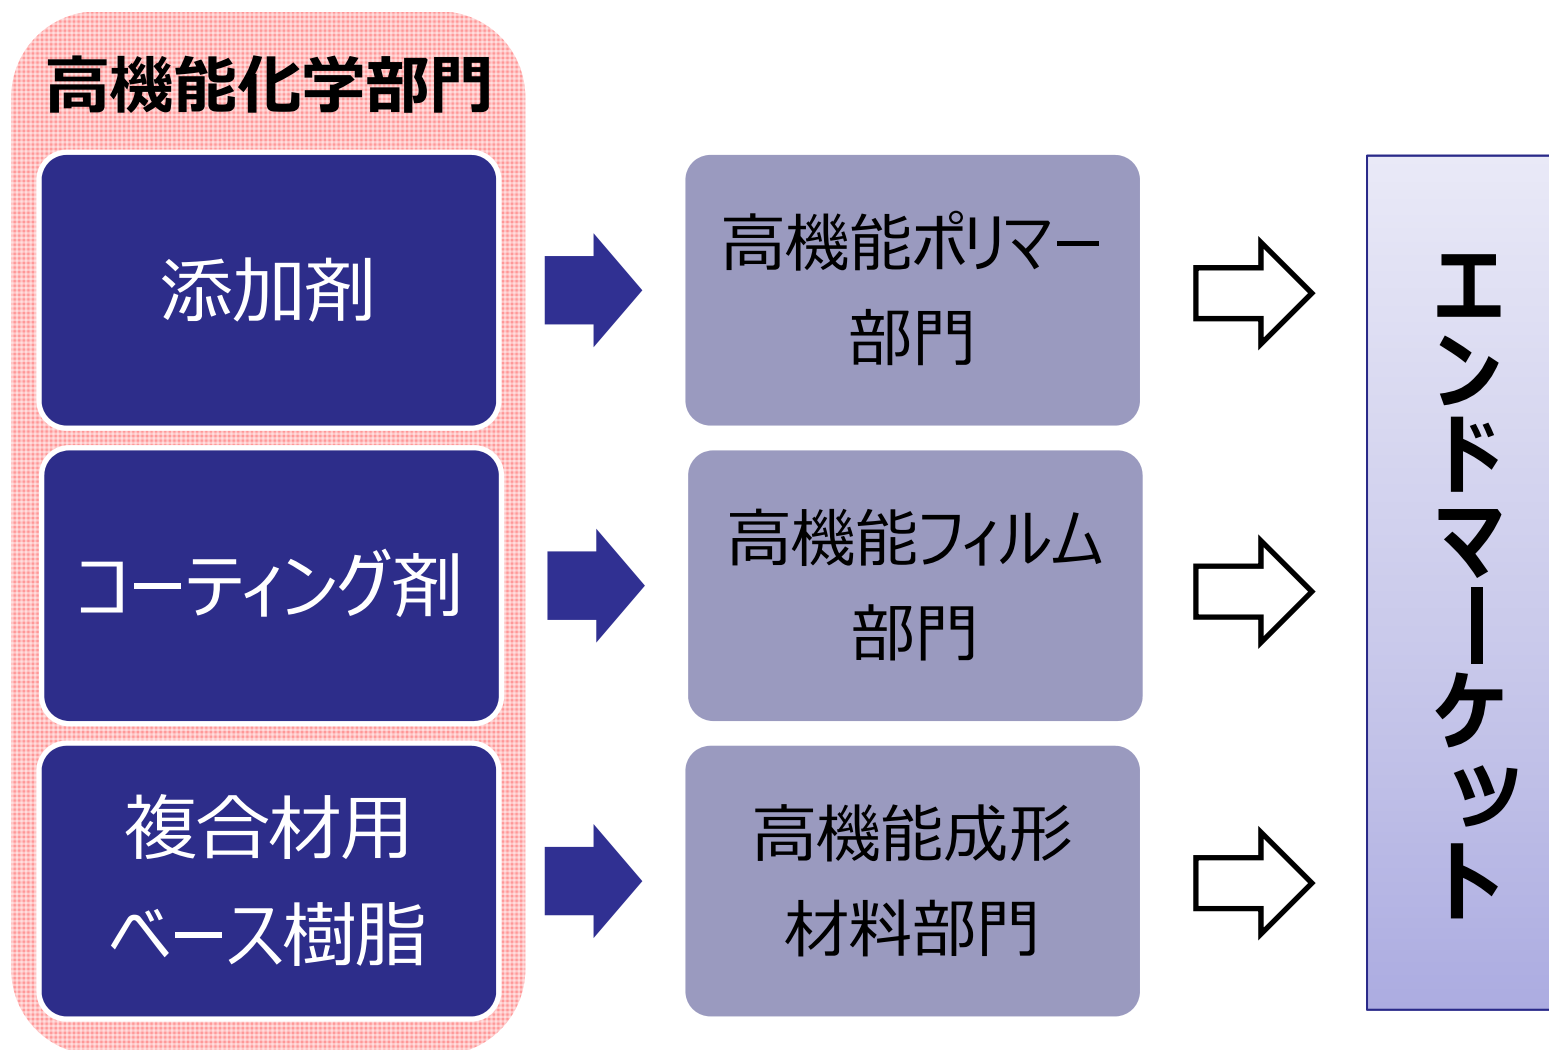 高機能化学部門
添加剤
高機能ポリマー
部門
コーティング剤
高機能フィルム
部門
複合材用
ベース樹脂
高機能成形
材料部門
エンドマーケット